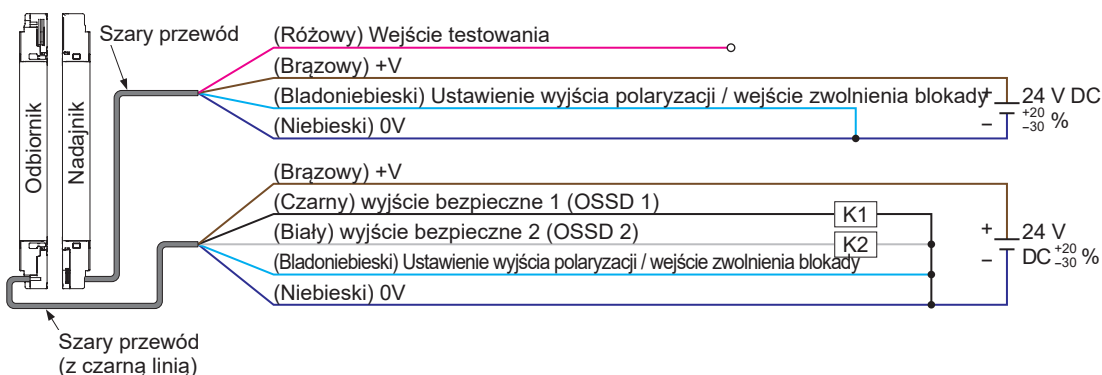 Szary przewód
(Różowy) Wejście testowania
(Brązowy) +V
(Bladoniebieski) Ustawienie wyjścia polaryzacji / wejście zwolnienia blokady
(Niebieski) 0V
+
–
24 V DC
+20
–30 %
Odbiornik
Nadajnik
(Brązowy) +V
(Czarny) wyjście bezpieczne 1 (OSSD 1)
K1
(Biały) wyjście bezpieczne 2 (OSSD 2)
K2
(Bladoniebieski) Ustawienie wyjścia polaryzacji / wejście zwolnienia blokady
(Niebieski) 0V
+
–
24 V
DC +20
–30 %
Szary przewód
(z czarną linią)